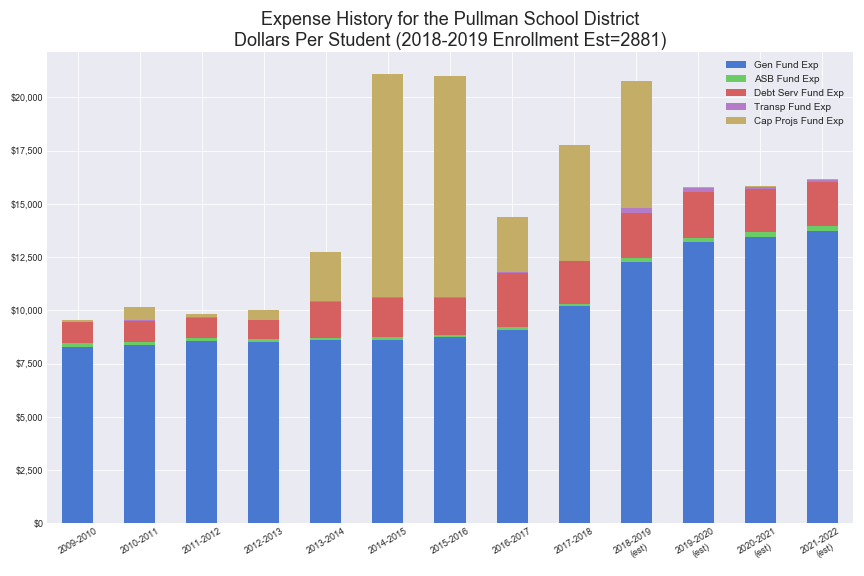 Expense History for the Pullman School District
Dollars Per Student (2018-2019 Enrollment Est=2881)
Gen Fund Exp
ASB Fund Exp
Debt Serv Fund Exp
Transp Fund Exp
Cap Projs Fund Exp
$20,000
$17,500
$15,000
$12,500
$10,000
$7,500
$5,000
$2,500
$0
2009-2010
2010-2011
2011-2012
2012-2013
2013-2014
2014-2015
2015-2016
2016-2017
2017-2018
2018-2019
(est)
2019-2020
(est)
2020-2021
(est)
2021-2022
(est)